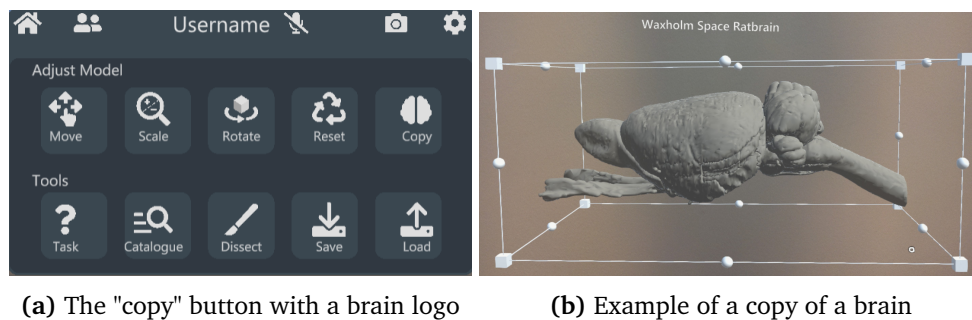 Username
Adjust Model
Move Scale Rotate Reset Copy
Tools
Task Catalogue Dissect Save Load
Waxholm Space Ratbrain
(a) The "copy" button with a brain logo
(b) Example of a copy of a brain